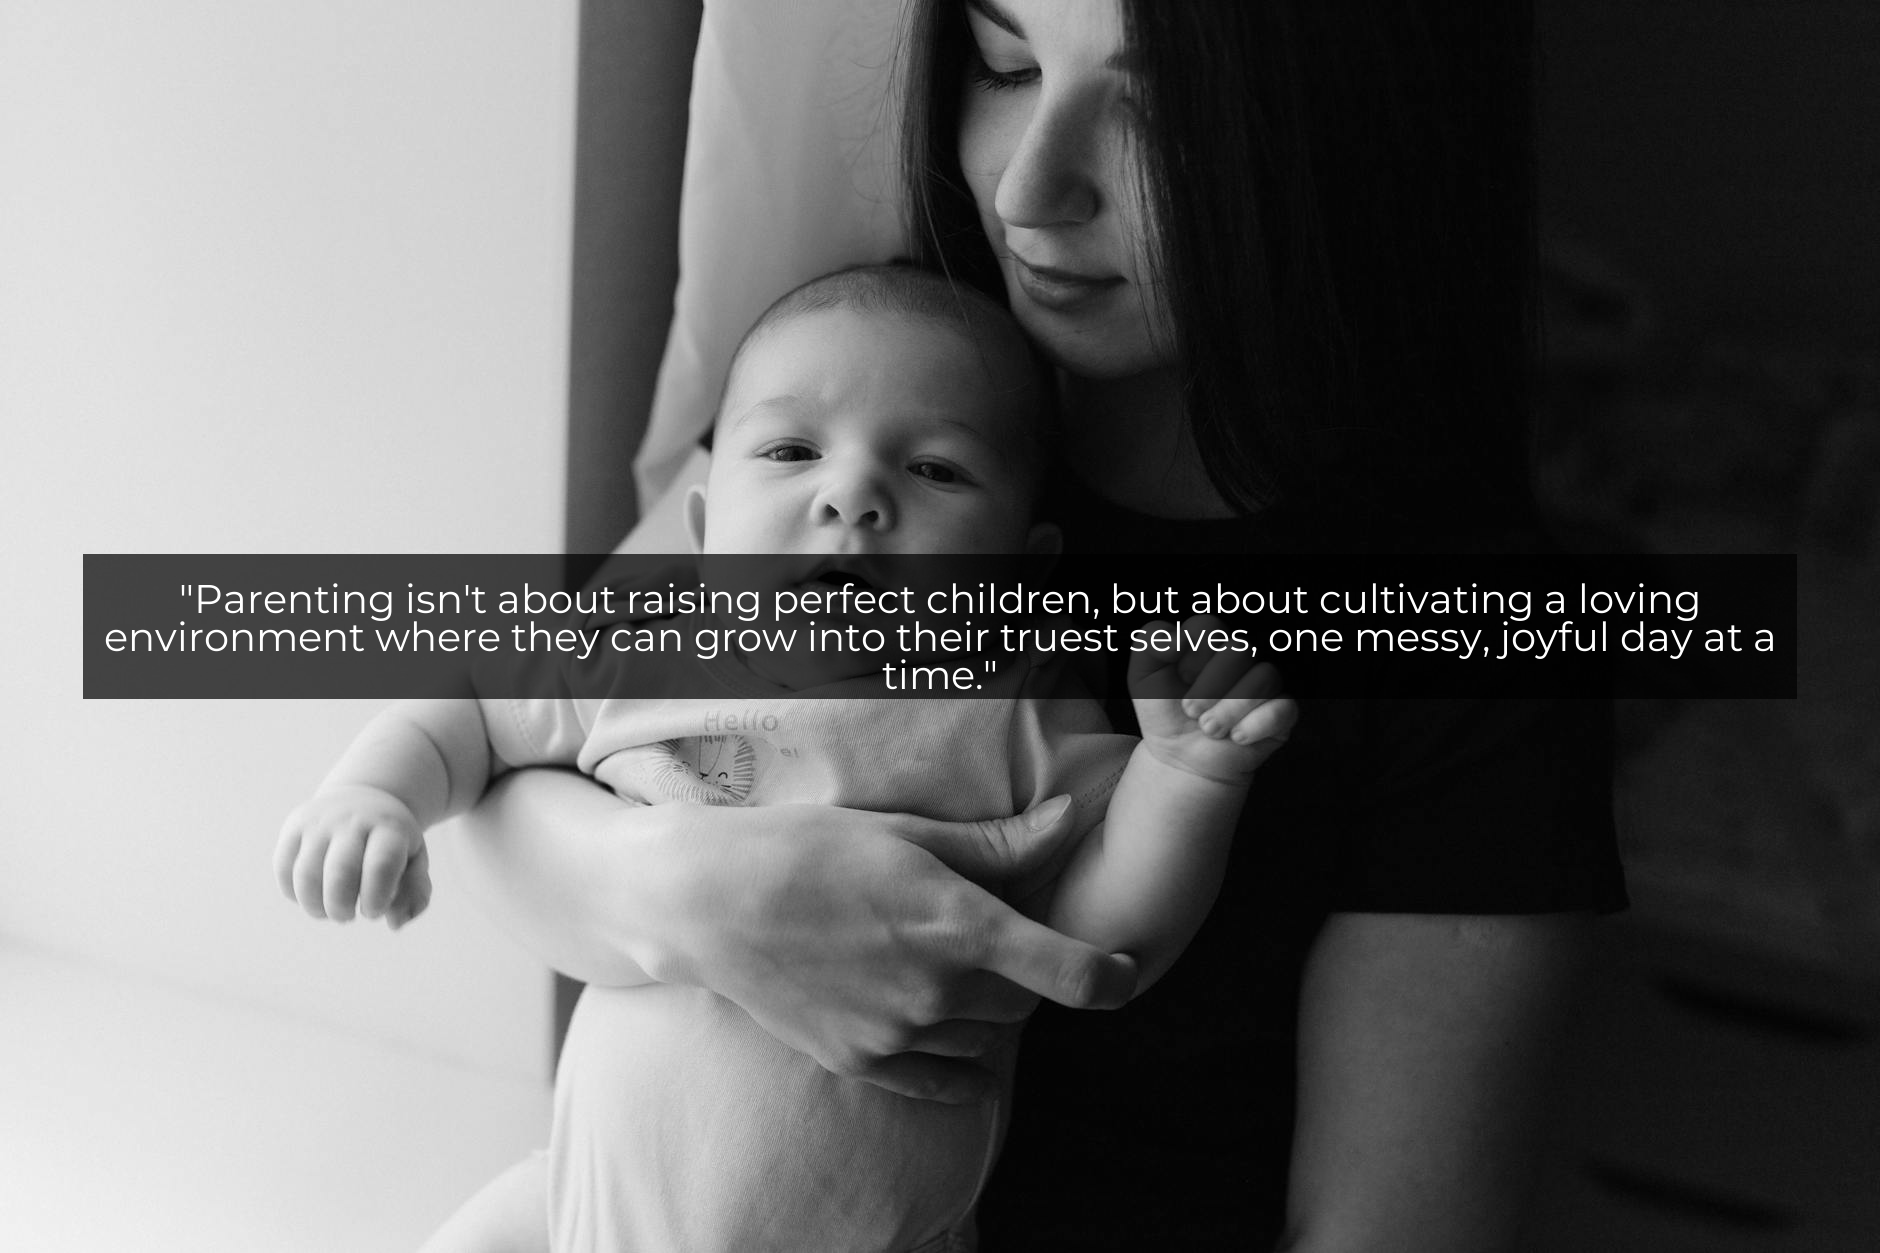 "Parenting isn't about raising perfect children, but about cultivating a loving
environment where they can grow into their truest selves, one messy, joyful day at a
time."
Hello